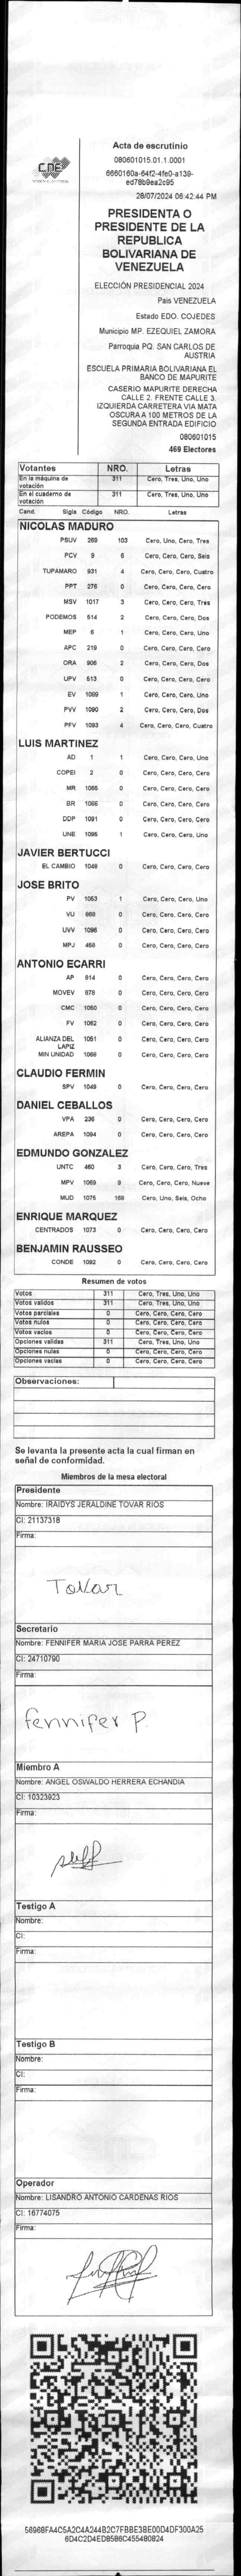 CNE
Acta de escrutinio
080601015.01.1.0001
6660160a-64f2-4fe0-a139-
ed78b9ea2c95
28/07/2024 06:42:44 PM
PRESIDENTA O
PRESIDENTE DE LA
REPUBLICA
BOLIVARIANA DE
VENEZUELA
ELECCIÓN PRESIDENCIAL 2024
Pais VENEZUELA
Estado EDO. COJEDES
Municipio MP. EZEQUIEL ZAMORA
Parroquia PQ. SAN CARLOS DE
AUSTRIA
ESCUELA PRIMARIA BOLIVARIANA EL
BANCO DE MAPURITE
CASERIO MAPURITE DERECHA
CALLE 2. FRENTE CALLE 3.
IZQUIERDA CARRETERA VIA MATA
OSCURA A 100 METROS DE LA
SEGUNDA ENTRADA EDIFICIO
080601015
469 Electores
Votantes NRO. Letras
En la máquina de votación 311 Cero, Tres, Uno, Uno
En el cuaderno de votación 311 Cero, Tres, Uno, Uno
Cand. Sigla Código NRO. Letras
NICOLAS MADURO
PSUV 269 103 Cero, Uno, Cero, Tres
PCV 9 6 Cero, Cero, Cero, Seis
TUPAMARO 931 4 Cero, Cero, Cero, Cuatro
PPT 276 0 Cero, Cero, Cero, Cero
MSV 1017 3 Cero, Cero, Cero, Tres
PODEMOS 514 2 Cero, Cero, Cero, Dos
MEP 6 1 Cero, Cero, Cero, Uno
APC 219 0 Cero, Cero, Cero, Cero
ORA 906 2 Cero, Cero, Cero, Dos
UPV 513 0 Cero, Cero, Cero, Cero
EV 1089 1 Cero, Cero, Cero, Uno
PVV 1090 2 Cero, Cero, Cero, Dos
PFV 1093 4 Cero, Cero, Cero, Cuatro
LUIS MARTINEZ
AD 1 1 Cero, Cero, Cero, Uno
COPEI 2 0 Cero, Cero, Cero, Cero
MR 1065 0 Cero, Cero, Cero, Cero
BR 1066 0 Cero, Cero, Cero, Cero
DDP 1091 0 Cero, Cero, Cero, Cero
UNE 1095 1 Cero, Cero, Cero, Uno
JAVIER BERTUCCI
EL CAMBIO 1048 0 Cero, Cero, Cero, Cero
JOSE BRITO
PV 1053 1 Cero, Cero, Cero, Uno
VU 868 0 Cero, Cero, Cero, Cero
UVV 1096 0 Cero, Cero, Cero, Cero
MPJ 458 0 Cero, Cero, Cero, Cero
ANTONIO ECARRI
AP 814 0 Cero, Cero, Cero, Cero
MOVEV 878 0 Cero, Cero, Cero, Cero
CMC 1050 0 Cero, Cero, Cero, Cero
FV 1062 0 Cero, Cero, Cero, Cero
ALIANZA DEL LAPIZ 1051 0 Cero, Cero, Cero, Cero
MIN UNIDAD 1068 0 Cero, Cero, Cero, Cero
CLAUDIO FERMIN
SPV 1049 0 Cero, Cero, Cero, Cero
DANIEL CEBALLOS
VPA 236 0 Cero, Cero, Cero, Cero
AREPA 1094 0 Cero, Cero, Cero, Cero
EDMUNDO GONZALEZ
UNTC 460 3 Cero, Cero, Cero, Tres
MPV 1069 9 Cero, Cero, Cero, Nueve
MUD 1075 168 Cero, Uno, Seis, Ocho
ENRIQUE MARQUEZ
CENTRADOS 1073 0 Cero, Cero, Cero, Cero
BENJAMIN RAUSSEO
CONDE 1092 0 Cero, Cero, Cero, Cero
Resumen de votos
Votos 311 Cero, Tres, Uno, Uno
Votos validos 311 Cero, Tres, Uno, Uno
Votos parciales 0 Cero, Cero, Cero, Cero
Votos nulos 0 Cero, Cero, Cero, Cero
Votos vacios 0 Cero, Cero, Cero, Cero
Opciones validas 311 Cero, Tres, Uno, Uno
Opciones nulas 0 Cero, Cero, Cero, Cero
Opciones vacias 0 Cero, Cero, Cero, Cero
Observaciones:
Se levanta la presente acta la cual firman en
señal de conformidad.
Miembros de la mesa electoral
Presidente
Nombre: IRAIDYS JERALDINE TOVAR RIOS
CI: 21137318
Firma:
Tovar
Secretario
Nombre: FENNIFER MARIA JOSE PARRA PEREZ
CI: 24710790
Firma:
fennifer P.
Miembro A
Nombre: ANGEL OSWALDO HERRERA ECHANDIA
CI: 10323923
Firma:
Testigo A
Nombre:
CI:
Firma:
Testigo B
Nombre:
CI:
Firma:
Operador
Nombre: LISANDRO ANTONIO CARDENAS RIOS
CI: 16774075
Firma:
56968FA4C5A2C4A244B2C7FBBE3BE00D4DF300A25
6D4C2D4ED8586C455480824